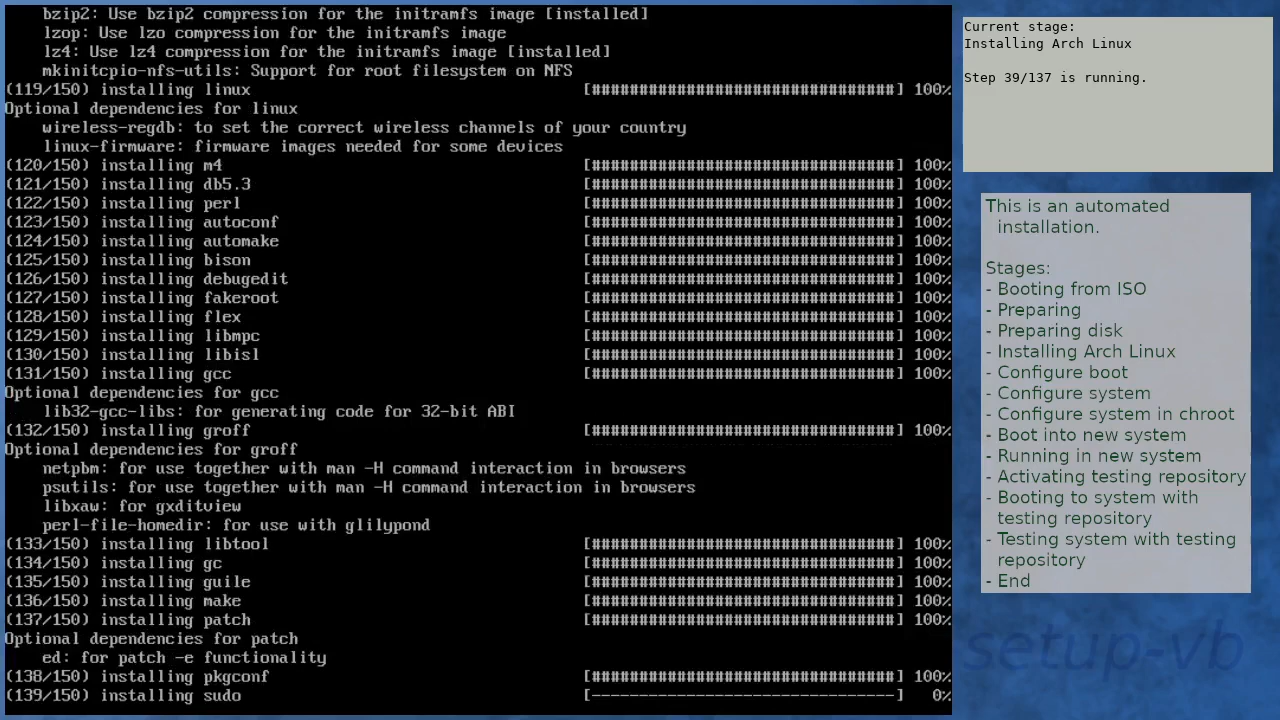 bzip2: Use bzip2 compression for the initramfs image [installed]
lzop: Use lzo compression for the initramfs image
lz4: Use lz4 compression for the initramfs image [installed]
mkinitcpio-nfs-utils: Support for root filesystem on NFS
(119/150) installing linux [################################] 100%
Optional dependencies for linux
wireless-regdb: to set the correct wireless channels of your country
linux-firmware: firmware images needed for some devices
(120/150) installing m4 [################################] 100%
(121/150) installing db5.3 [################################] 100%
(122/150) installing perl [################################] 100%
(123/150) installing autoconf [################################] 100%
(124/150) installing automake [################################] 100%
(125/150) installing bison [################################] 100%
(126/150) installing debugedit [################################] 100%
(127/150) installing fakeroot [################################] 100%
(128/150) installing flex [################################] 100%
(129/150) installing libmpc [################################] 100%
(130/150) installing libisl [################################] 100%
(131/150) installing gcc [################################] 100%
Optional dependencies for gcc
lib32-gcc-libs: for generating code for 32-bit ABI
(132/150) installing groff [################################] 100%
Optional dependencies for groff
netpbm: for use together with man -H command interaction in browsers
psutils: for use together with man -H command interaction in browsers
libxaw: for gxditview
perl-file-homedir: for use with glilypond
(133/150) installing libtool [################################] 100%
(134/150) installing gc [################################] 100%
(135/150) installing guile [################################] 100%
(136/150) installing make [################################] 100%
(137/150) installing patch [################################] 100%
Optional dependencies for patch
ed: for patch -e functionality
(138/150) installing pkgconf [################################] 100%
(139/150) installing sudo [--------------------------------] 0%
Current stage:
Installing Arch Linux
Step 39/137 is running.
This is an automated
installation.
Stages:
- Booting from ISO
- Preparing
- Preparing disk
- Installing Arch Linux
- Configure boot
- Configure system
- Configure system in chroot
- Boot into new system
- Running in new system
- Activating testing repository
- Booting to system with
testing repository
- Testing system with testing
repository
- End
setup-vb